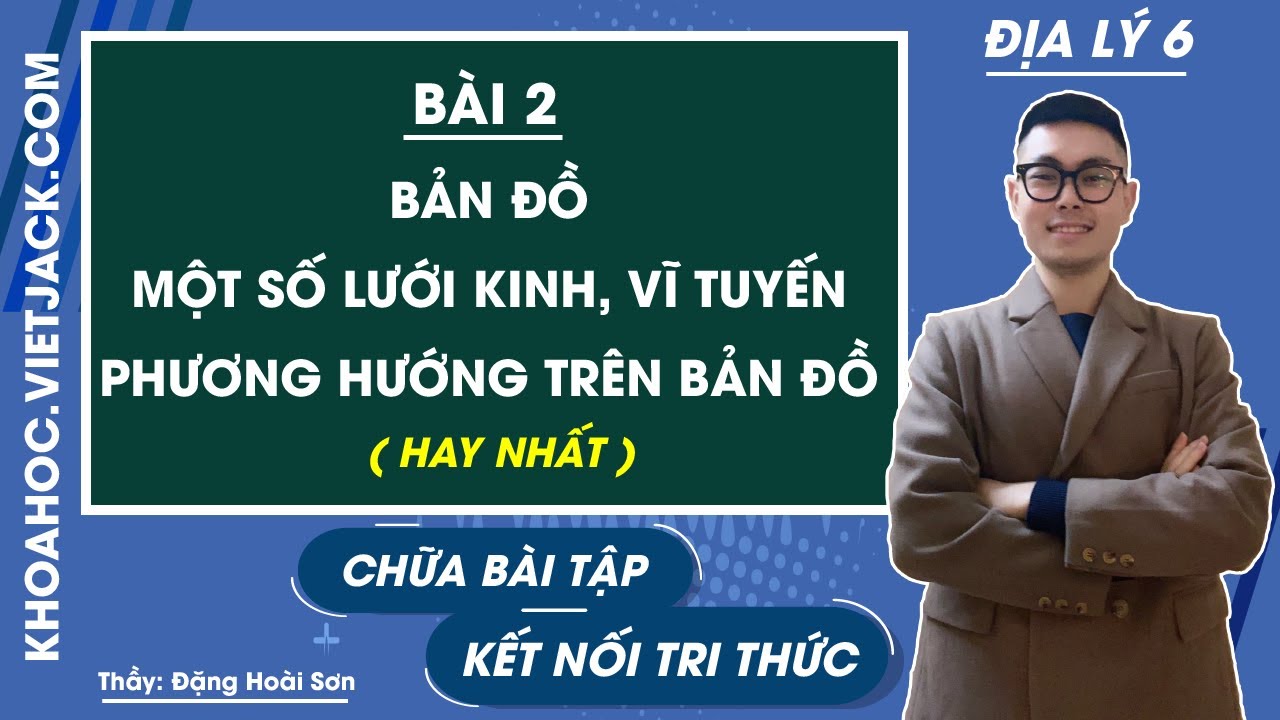 ĐỊA LÝ 6
KHOAHOC.VIETJACK.COM
BÀI 2
BẢN ĐỒ
MỘT SỐ LƯỚI KINH, VĨ TUYẾN
PHƯƠNG HƯỚNG TRÊN BẢN ĐỒ
( HAY NHẤT )
CHỮA BÀI TẬP
KẾT NỐI TRI THỨC
Thầy: Đặng Hoài Sơn